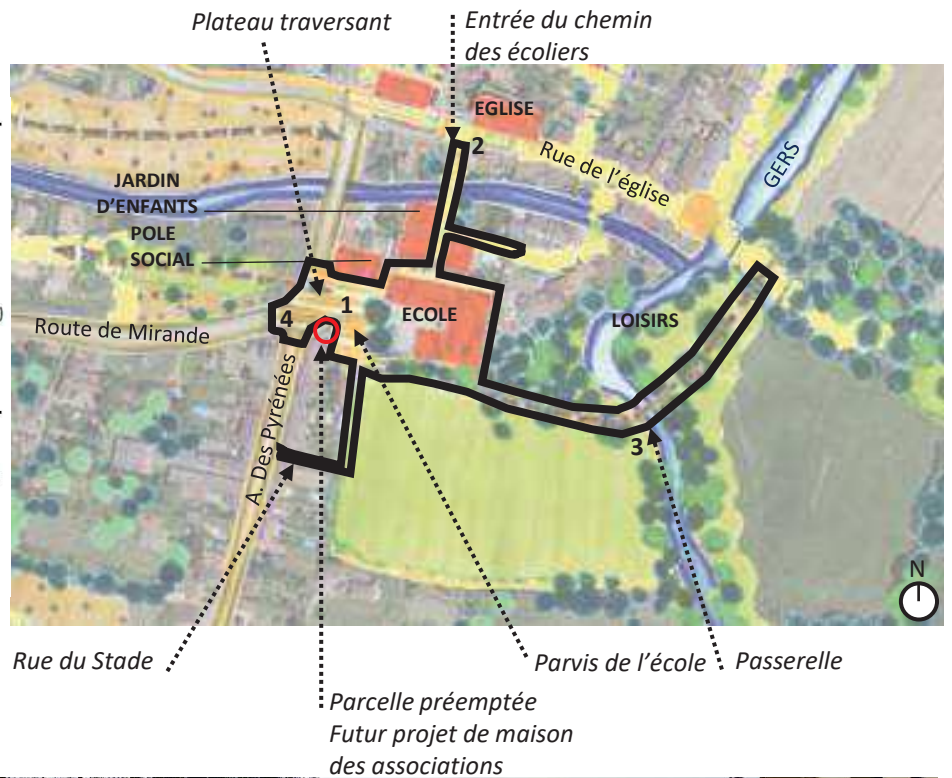 Plateau traversant
Entrée du chemin
des écoliers
EGLISE
2
Rue de l'église
GERS
JARDIN
D'ENFANTS
POLE
SOCIAL
1
4
ECOLE
LOISIRS
Route de Mirande
A. Des Pyrénées
3
N
Rue du Stade
Parvis de l'école
Passerelle
Parcelle préemptée
Futur projet de maison
des associations